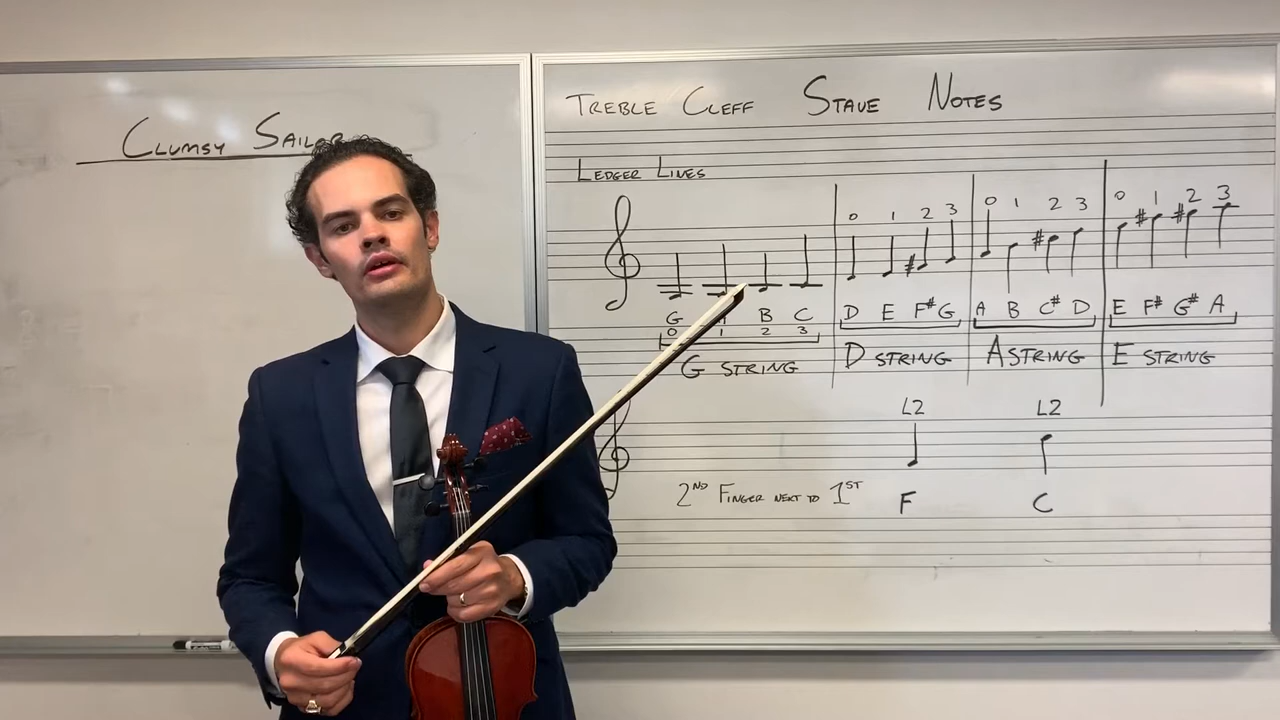 Clumsy Sailor
Treble Cleff Stave Notes
Ledger Lines
0 1 2 3 0 1 2 3 0 1 2 3
# # # #
G B C D E F# G A B C# D E F# G# A
0 1 2 3
G string D string A string E string
L2 L2
2ND Finger next to 1ST F C